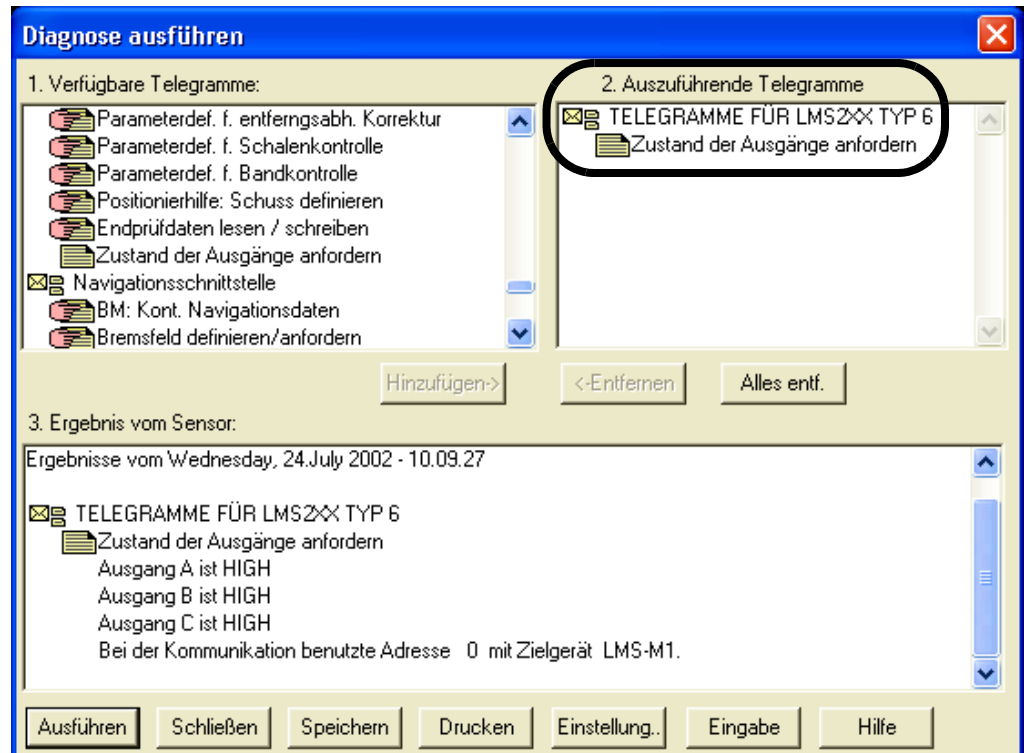 Diagnose ausführen
1. Verfügbare Telegramme:
Parameterdef. f. entferngsabh. Korrektur
Parameterdef. f. Schalenkontrolle
Parameterdef. f. Bandkontrolle
Positionierhilfe: Schuss definieren
Endprüfdaten lesen / schreiben
Zustand der Ausgänge anfordern
Navigationsschnittstelle
BM: Kont. Navigationsdaten
Bremsfeld definieren/anfordern
2. Auszuführende Telegramme
TELEGRAMME FÜR LMS2XX TYP 6
Zustand der Ausgänge anfordern
Hinzufügen->
<-Entfernen
Alles entf.
3. Ergebnis vom Sensor:
Ergebnisse vom Wednesday, 24.July 2002 - 10.09.27
TELEGRAMME FÜR LMS2XX TYP 6
Zustand der Ausgänge anfordern
Ausgang A ist HIGH
Ausgang B ist HIGH
Ausgang C ist HIGH
Bei der Kommunikation benutzte Adresse 0 mit Zielgerät LMS-M1.
Ausführen
Schließen
Speichern
Drucken
Einstellung..
Eingabe
Hilfe